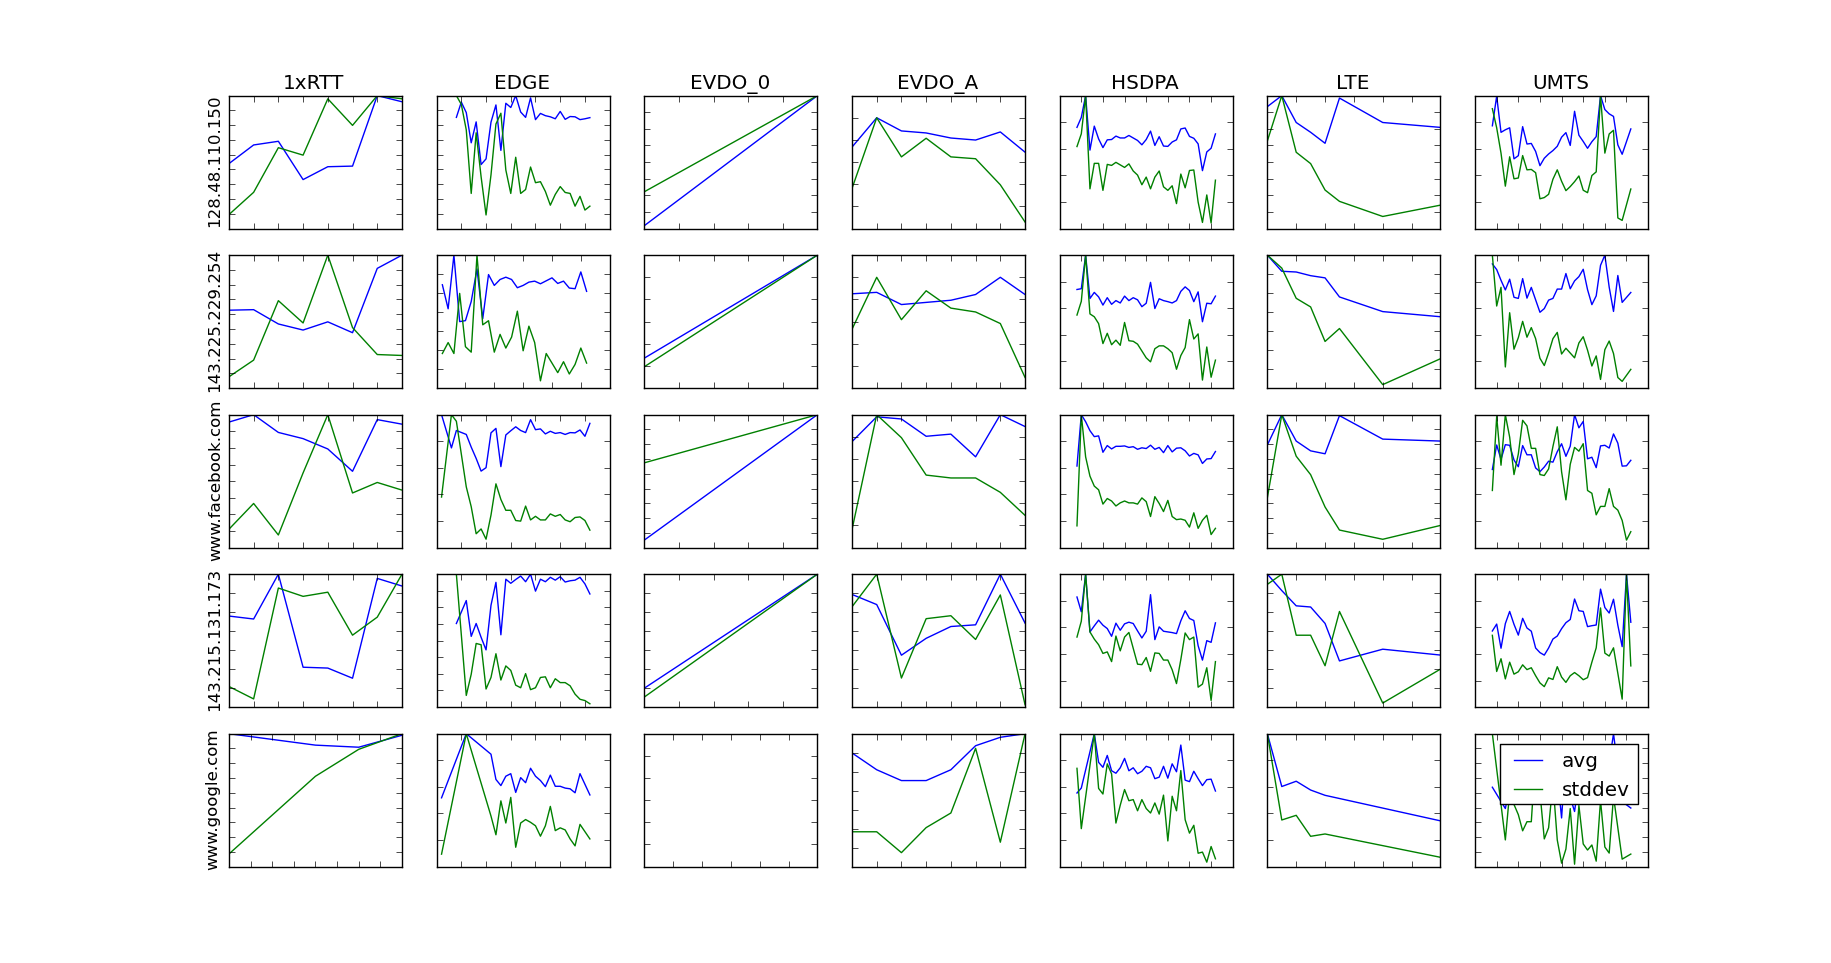 1xRTT EDGE EVDO_0 EVDO_A HSDPA LTE UMTS
128.48.110.150
143.225.229.254
www.facebook.com
143.215.131.173
www.google.com
avg
stddev